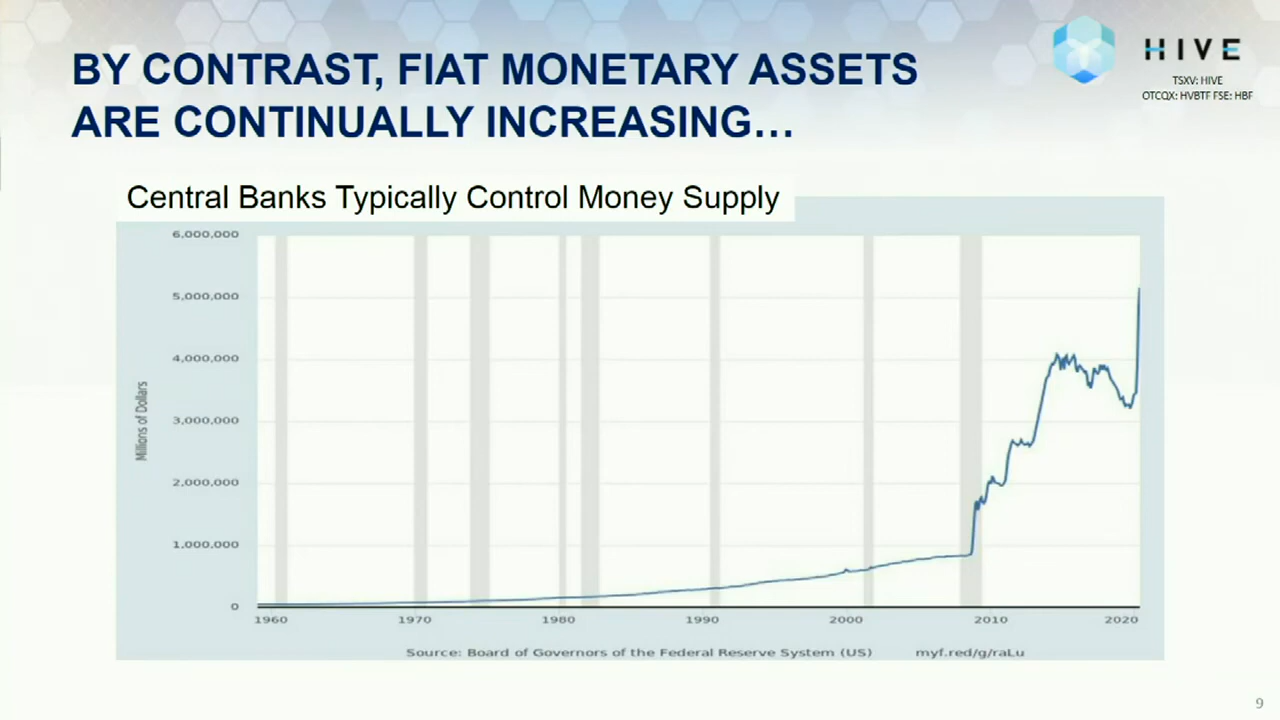 BY CONTRAST, FIAT MONETARY ASSETS
ARE CONTINUALLY INCREASING…
HIVE
TSXV: HIVE
OTCQX: HVBTF FSE: HBF
Central Banks Typically Control Money Supply
6,000,000
5,000,000
4,000,000
3,000,000
2,000,000
1,000,000
0
Millions of Dollars
1960 1970 1980 1990 2000 2010 2020
Source: Board of Governors of the Federal Reserve System (US) myf.red/g/raLu
9